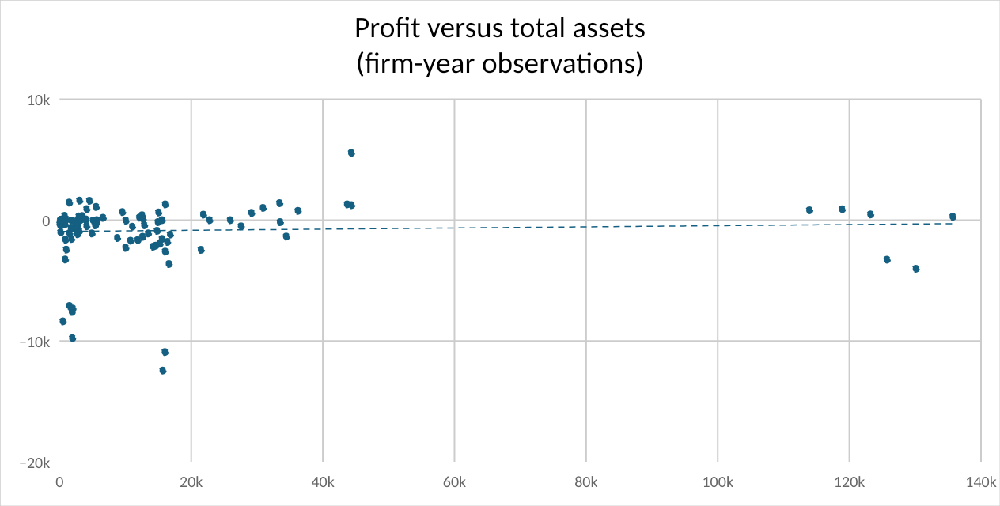 Profit versus total assets
(firm-year observations)
10k
0
−10k
−20k
0
20k
40k
60k
80k
100k
120k
140k